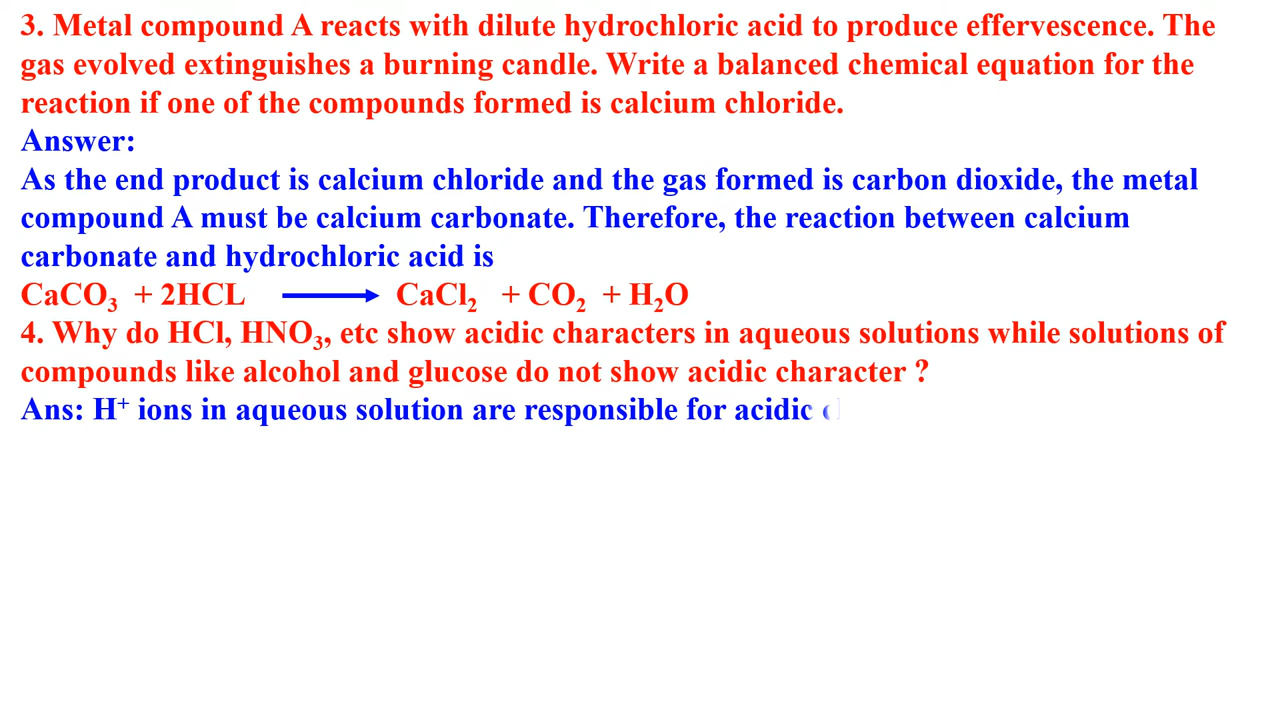 3. Metal compound A reacts with dilute hydrochloric acid to produce effervescence. The
gas evolved extinguishes a burning candle. Write a balanced chemical equation for the
reaction if one of the compounds formed is calcium chloride.
Answer:
As the end product is calcium chloride and the gas formed is carbon dioxide, the metal
compound A must be calcium carbonate. Therefore, the reaction between calcium
carbonate and hydrochloric acid is
CaCO₃ + 2HCL ⟶ CaCl₂ + CO₂ + H₂O
4. Why do HCl, HNO₃, etc show acidic characters in aqueous solutions while solutions of
compounds like alcohol and glucose do not show acidic character ?
Ans: H⁺ ions in aqueous solution are responsible for acidic